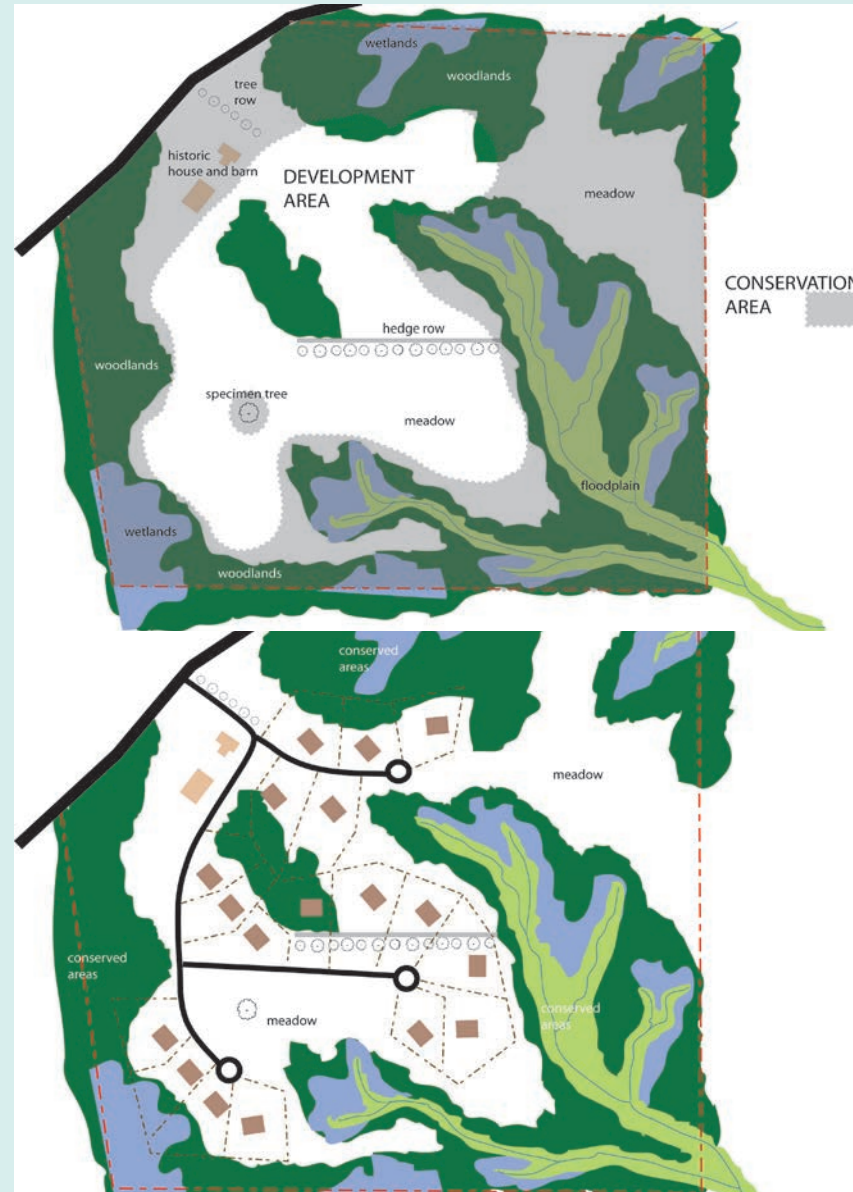 wetlands
woodlands
tree
row
historic
house and barn
DEVELOPMENT
AREA
meadow
CONSERVATION
AREA
hedge row
woodlands
specimen tree
meadow
floodplain
wetlands
woodlands
conserved
areas
meadow
conserved
areas
conserved
areas
meadow